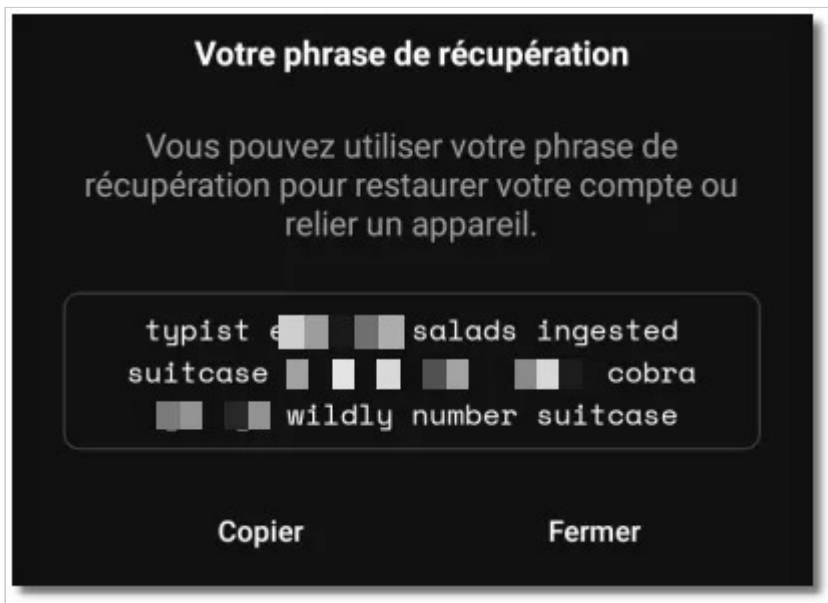 Votre phrase de récupération
Vous pouvez utiliser votre phrase de
récupération pour restaurer votre compte ou
relier un appareil.
typist salads ingested
suitcase cobra
wildly number suitcase
Copier Fermer